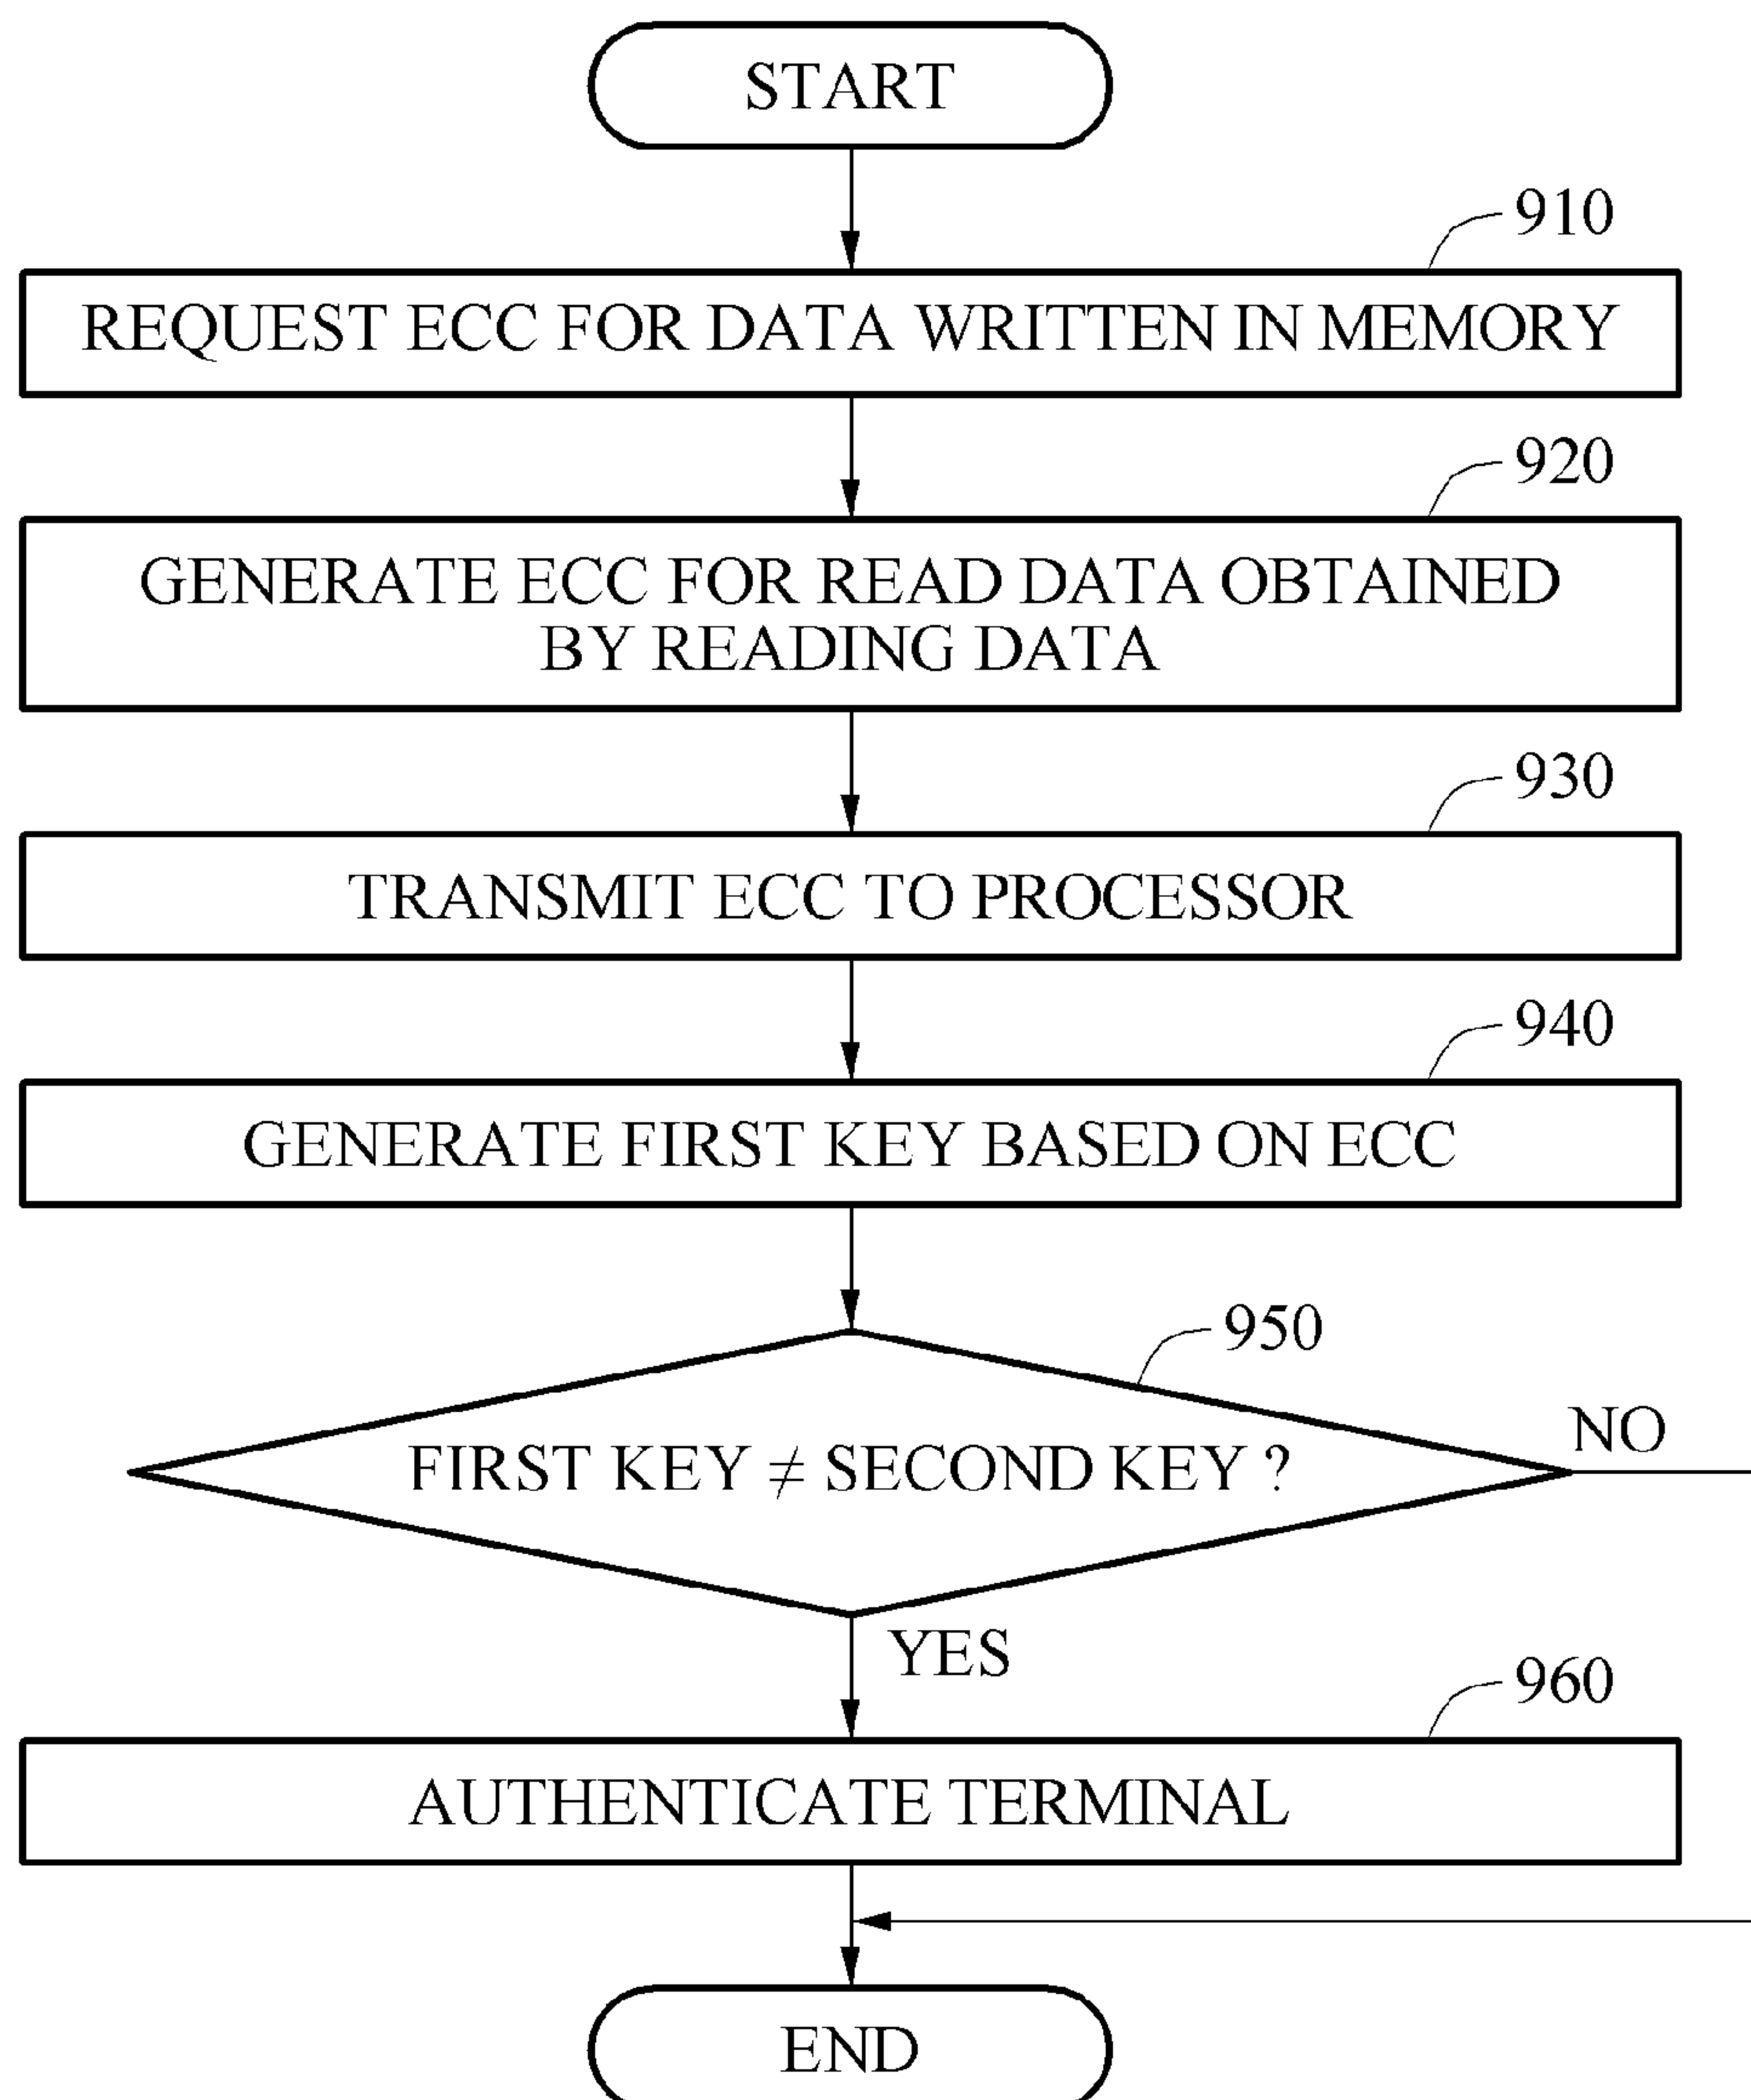 START
910
REQUEST ECC FOR DATA WRITTEN IN MEMORY
920
GENERATE ECC FOR READ DATA OBTAINED
BY READING DATA
930
TRANSMIT ECC TO PROCESSOR
940
GENERATE FIRST KEY BASED ON ECC
950
FIRST KEY ≠ SECOND KEY ?
NO
YES
960
AUTHENTICATE TERMINAL
END